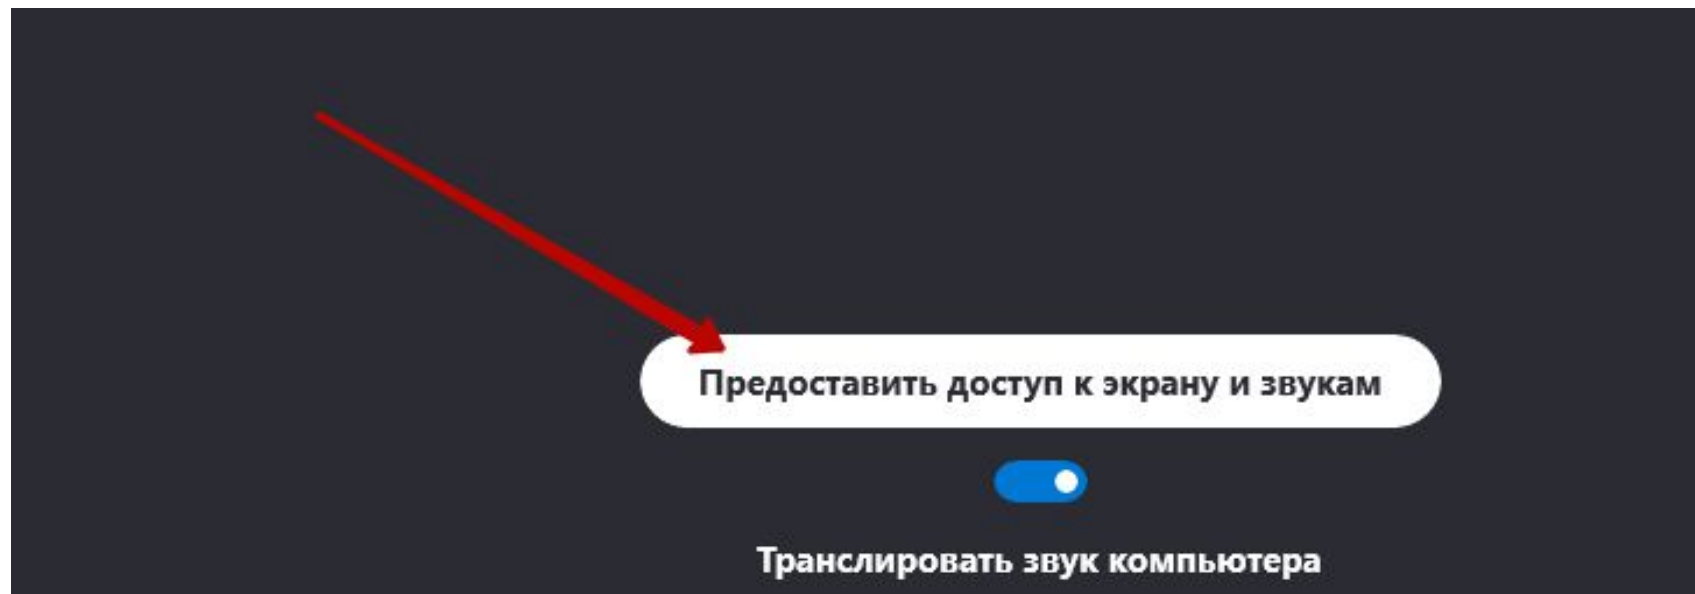 Предоставить доступ к экрану и звукам
Транслировать звук компьютера